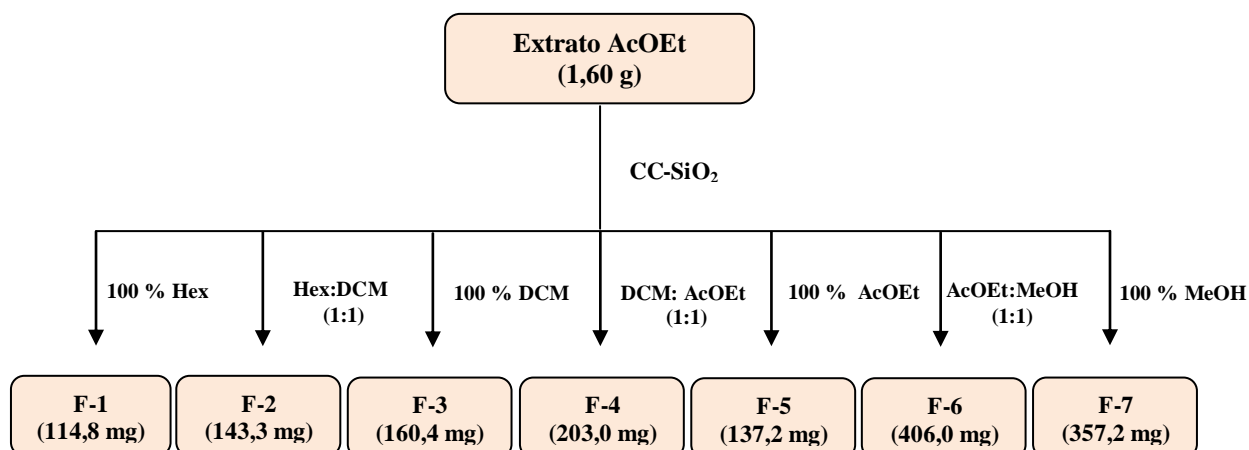 Extrato AcOEt
(1,60 g)
CC-SiO₂
100 % Hex
Hex:DCM
(1:1)
100 % DCM
DCM: AcOEt
(1:1)
100 % AcOEt
AcOEt:MeOH
(1:1)
100 % MeOH
F-1
(114,8 mg)
F-2
(143,3 mg)
F-3
(160,4 mg)
F-4
(203,0 mg)
F-5
(137,2 mg)
F-6
(406,0 mg)
F-7
(357,2 mg)